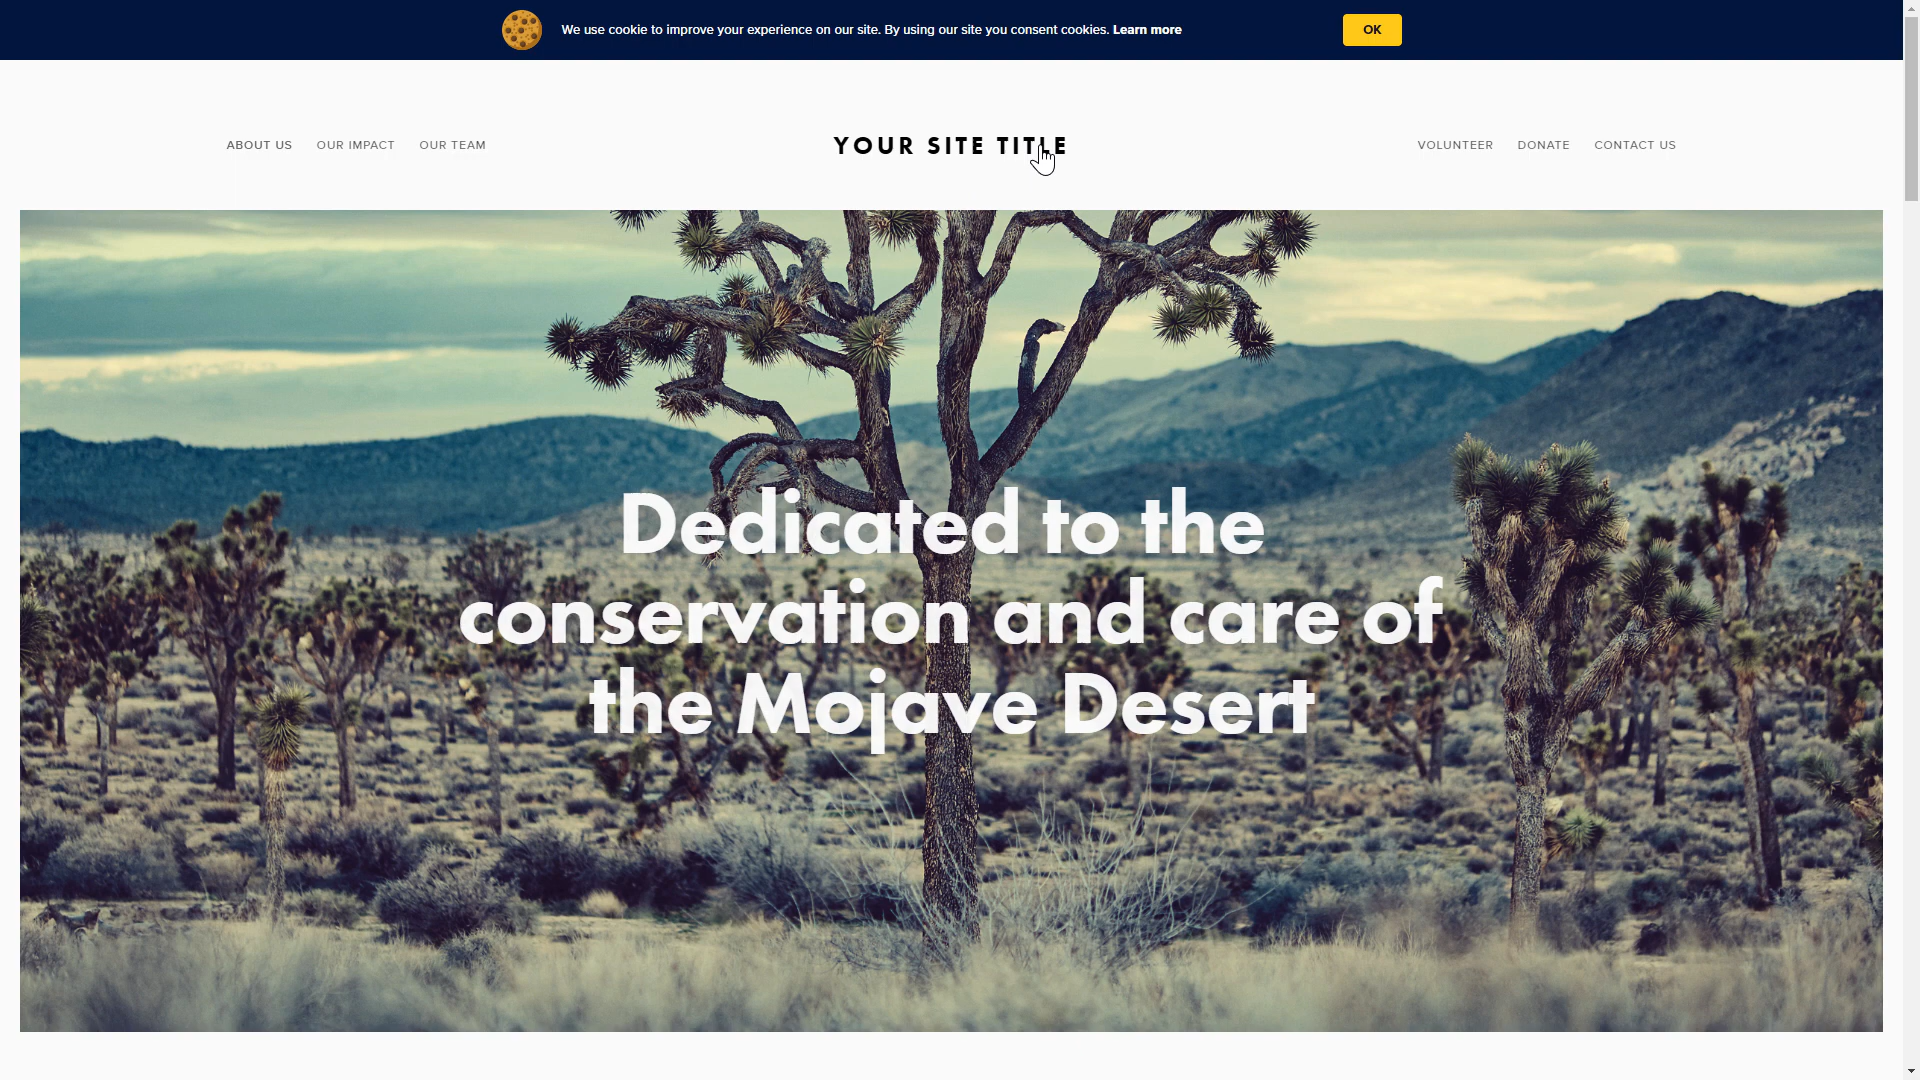 We use cookie to improve your experience on our site. By using our site you consent cookies. Learn more
OK
ABOUT US
OUR IMPACT
OUR TEAM
YOUR SITE TITLE
VOLUNTEER
DONATE
CONTACT US
Dedicated to the
conservation and care of
the Mojave Desert